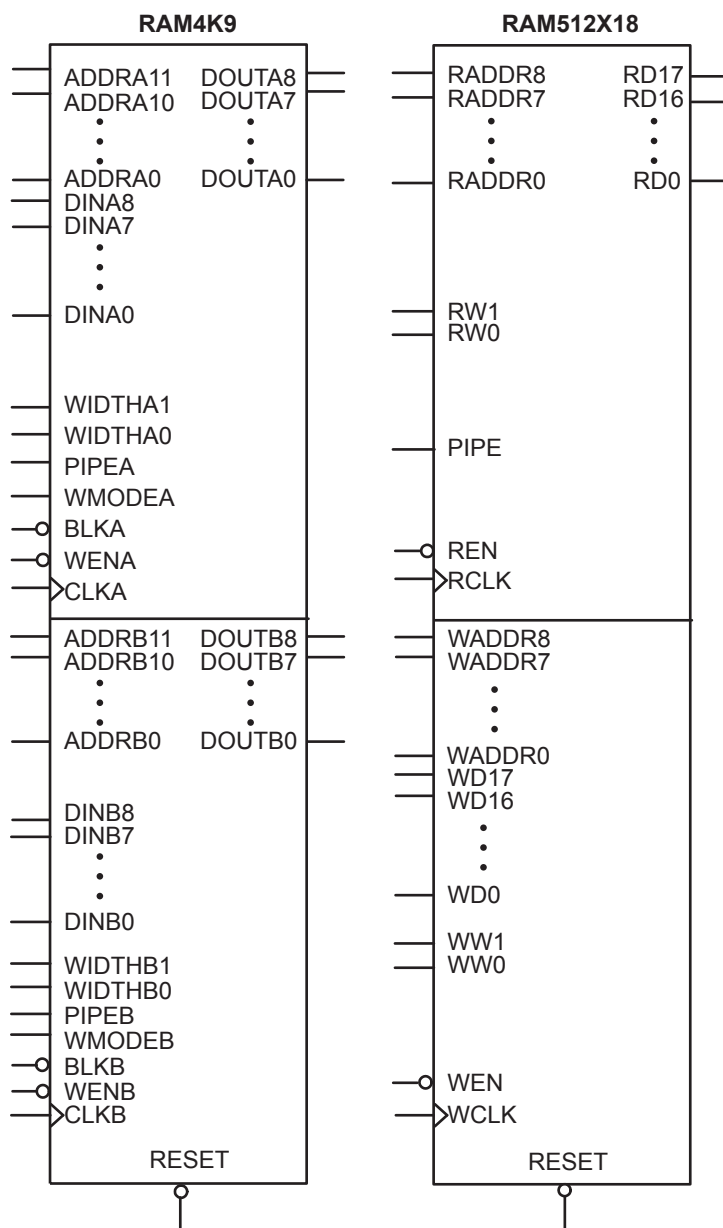 RAM4K9
ADDRA11 DOUTA8
ADDRA10 DOUTA7
ADDRA0 DOUTA0
DINA8
DINA7
DINA0
WIDTHA1
WIDTHA0
PIPEA
WMODEA
BLKA
WENA
CLKA
ADDRB11 DOUTB8
ADDRB10 DOUTB7
ADDRB0 DOUTB0
DINB8
DINB7
DINB0
WIDTHB1
WIDTHB0
PIPEB
WMODEB
BLKB
WENB
CLKB
RESET
RAM512X18
RADDR8 RD17
RADDR7 RD16
RADDR0 RD0
RW1
RW0
PIPE
REN
RCLK
WADDR8
WADDR7
WADDR0
WD17
WD16
WD0
WW1
WW0
WEN
WCLK
RESET